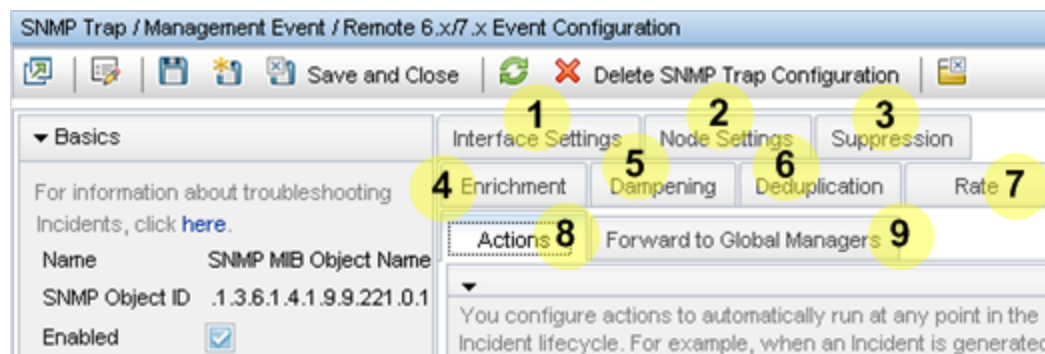 SNMP Trap / Management Event / Remote 6.x/7.x Event Configuration
Save and Close Delete SNMP Trap Configuration
1 2 3
Basics Interface Settings Node Settings Suppression
5 6
4 Enrichment Dampening Deduplication Rate 7
For information about troubleshooting
Incidents, click here.
Actions 8 Forward to Global Managers 9
Name SNMP MIB Object Name
SNMP Object ID .1.3.6.1.4.1.9.9.221.0.1
You configure actions to automatically run at any point in the
Enabled
Incident lifecycle. For example, when an Incident is generated